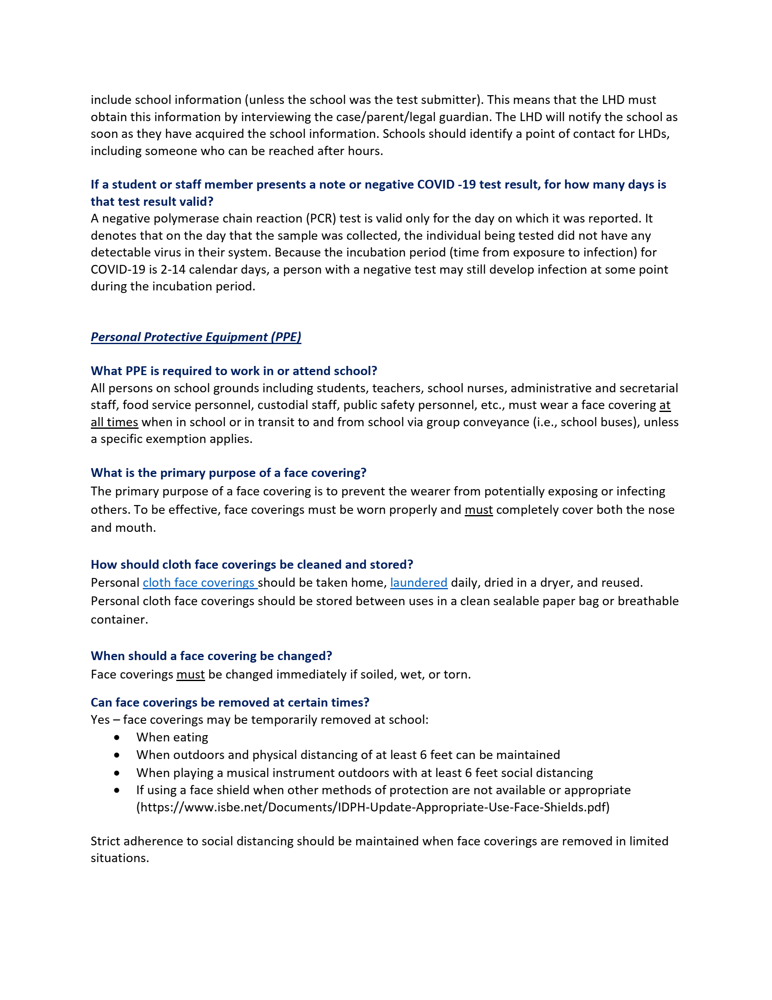 include school information (unless the school was the test submitter). This means that the LHD must
obtain this information by interviewing the case/parent/legal guardian. The LHD will notify the school as
soon as they have acquired the school information. Schools should identify a point of contact for LHDs,
including someone who can be reached after hours.
If a student or staff member presents a note or negative COVID -19 test result, for how many days is
that test result valid?
A negative polymerase chain reaction (PCR) test is valid only for the day on which it was reported. It
denotes that on the day that the sample was collected, the individual being tested did not have any
detectable virus in their system. Because the incubation period (time from exposure to infection) for
COVID-19 is 2-14 calendar days, a person with a negative test may still develop infection at some point
during the incubation period.
Personal Protective Equipment (PPE)
What PPE is required to work in or attend school?
All persons on school grounds including students, teachers, school nurses, administrative and secretarial
staff, food service personnel, custodial staff, public safety personnel, etc., must wear a face covering at
all times when in school or in transit to and from school via group conveyance (i.e., school buses), unless
a specific exemption applies.
What is the primary purpose of a face covering?
The primary purpose of a face covering is to prevent the wearer from potentially exposing or infecting
others. To be effective, face coverings must be worn properly and must completely cover both the nose
and mouth.
How should cloth face coverings be cleaned and stored?
Personal cloth face coverings should be taken home, laundered daily, dried in a dryer, and reused.
Personal cloth face coverings should be stored between uses in a clean sealable paper bag or breathable
container.
When should a face covering be changed?
Face coverings must be changed immediately if soiled, wet, or torn.
Can face coverings be removed at certain times?
Yes – face coverings may be temporarily removed at school:
• When eating
• When outdoors and physical distancing of at least 6 feet can be maintained
• When playing a musical instrument outdoors with at least 6 feet social distancing
• If using a face shield when other methods of protection are not available or appropriate
(https://www.isbe.net/Documents/IDPH-Update-Appropriate-Use-Face-Shields.pdf)
Strict adherence to social distancing should be maintained when face coverings are removed in limited
situations.